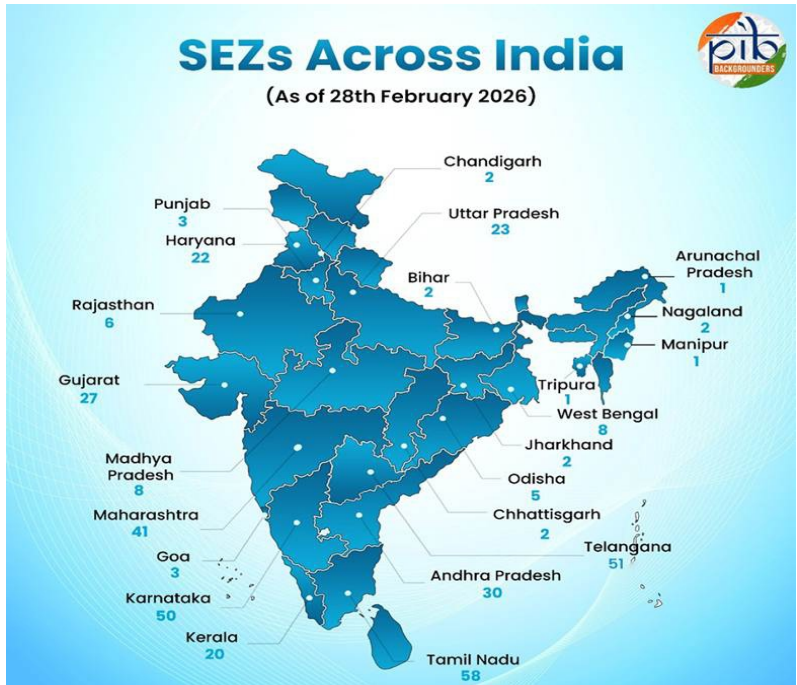 SEZs Across India
(As of 28th February 2026)
pib
BACKGROUNDERS
Chandigarh
2
Punjab
3
Uttar Pradesh
23
Haryana
22
Arunachal
Pradesh
1
Bihar
2
Rajasthan
6
Nagaland
2
Manipur
1
Gujarat
27
Tripura
1
West Bengal
8
Jharkhand
2
Madhya
Pradesh
8
Odisha
5
Maharashtra
41
Chhattisgarh
2
Telangana
51
Goa
3
Andhra Pradesh
30
Karnataka
50
Kerala
20
Tamil Nadu
58